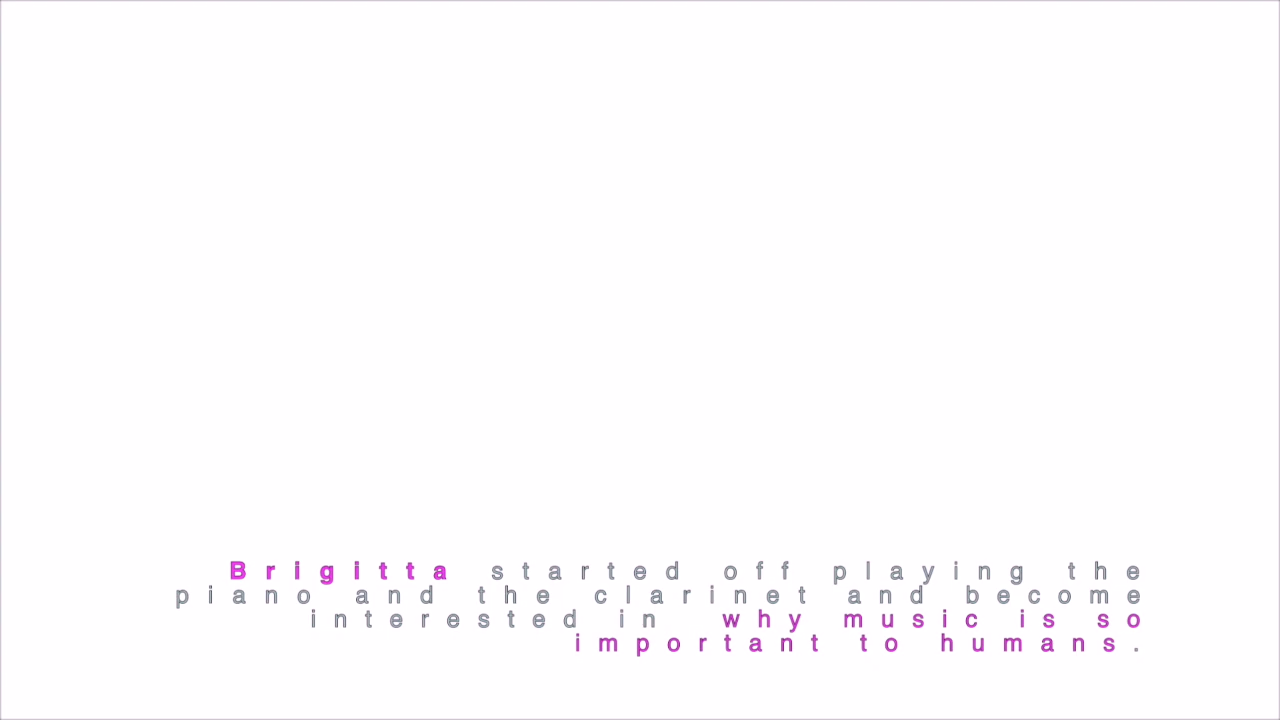 Brigitta started off playing the
piano and the clarinet and become
interested in why music is so
important to humans.